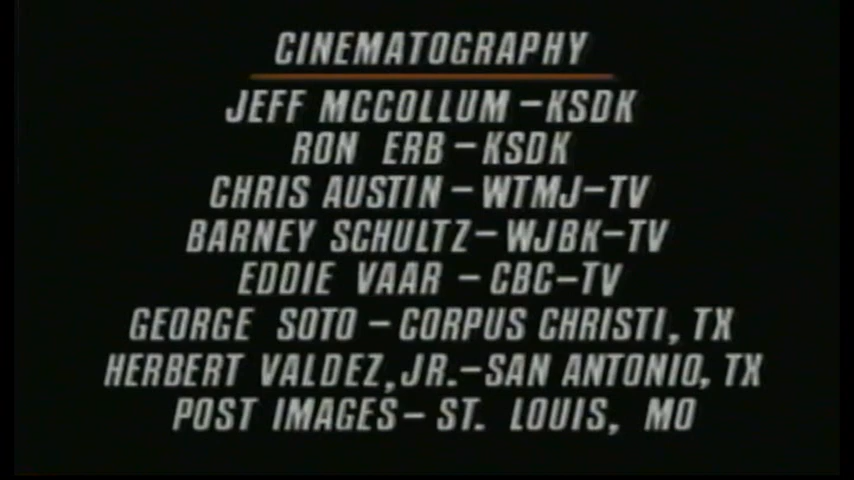 CINEMATOGRAPHY
JEFF MCCOLLUM - KSDK
RON ERB - KSDK
CHRIS AUSTIN - WTMJ-TV
BARNEY SCHULTZ - WJBK-TV
EDDIE VAAR - CBC-TV
GEORGE SOTO - CORPUS CHRISTI, TX
HERBERT VALDEZ, JR. - SAN ANTONIO, TX
POST IMAGES - ST. LOUIS, MO